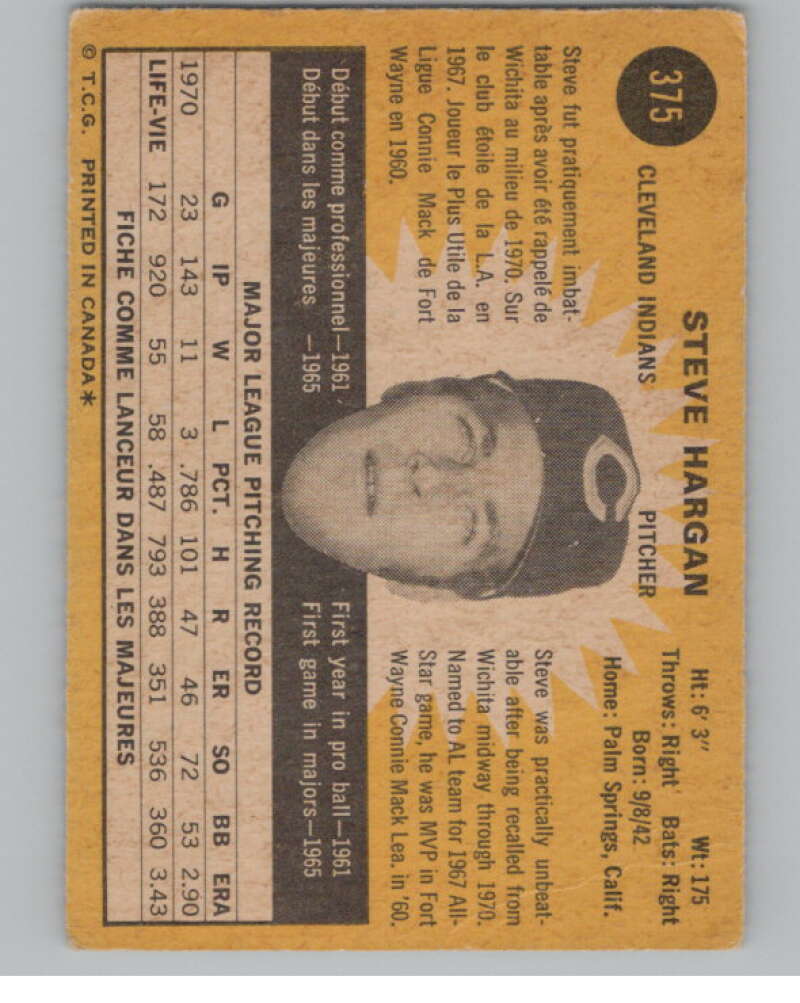 375
STEVE HARGAN
CLEVELAND INDIANS PITCHER
Ht: 6' 3" Wt: 175
Throws: Right Bats: Right
Born: 9/8/42
Home: Palm Springs, Calif.
Steve fut pratiquement imbat-
table après avoir été rappelé de
Wichita au milieu de 1970. Sur
le club étoile de la L.A. en
1967. Joueur le Plus Utile de la
Ligue Connie Mack de Fort
Wayne en 1960.
Steve was practically unbeat-
able after being recalled from
Wichita midway through 1970.
Named to AL team for 1967 All-
Star game, he was MVP in Fort
Wayne Connie Mack Lea. in '60.
Début comme professionnel—1961
Début dans les majeures —1965
First year in pro ball—1961
First game in majors—1965
MAJOR LEAGUE PITCHING RECORD
G IP W L PCT. H R ER SO BB ERA
1970 23 143 11 3 .786 101 47 46 72 53 2.90
LIFE-VIE 172 920 55 58 .487 793 388 351 536 360 3.43
FICHE COMME LANCEUR DANS LES MAJEURES
© T.C.G. PRINTED IN CANADA*